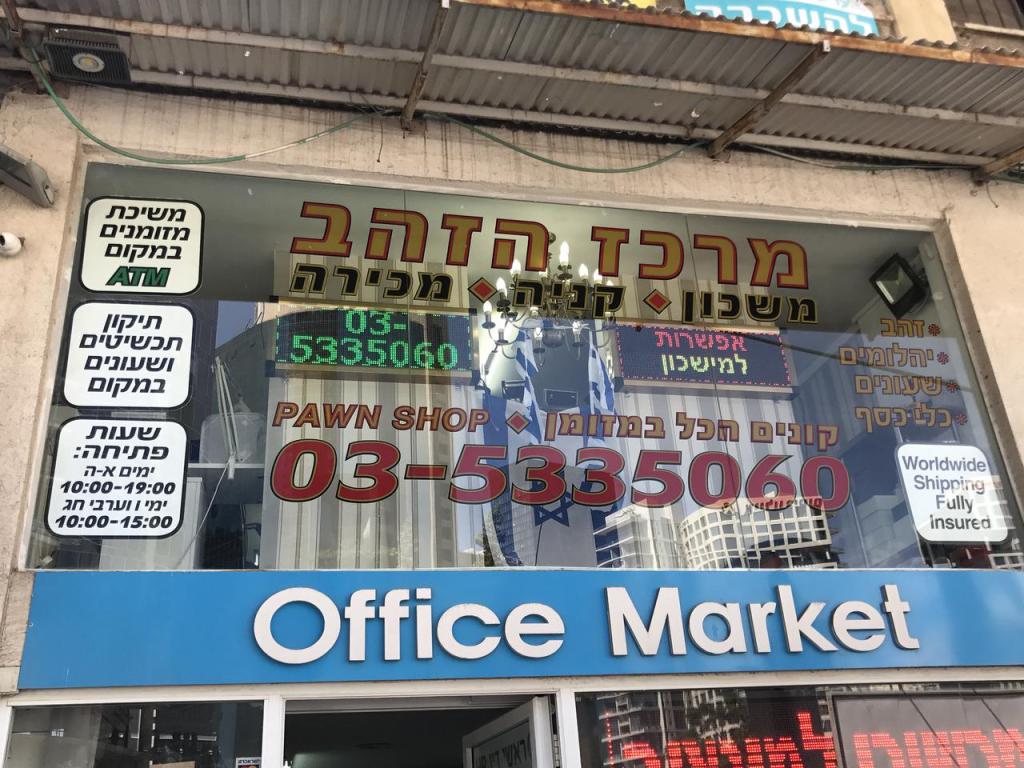 להשכרה
משיכת
מזומנים
במקום
ATM
תיקון
תכשיטים
ושעונים
במקום
שעות
פתיחה:
ימים א-ה
10:00-19:00
ימי ו וערבי חג
10:00-15:00
מרכז הזהב
משכון ♦ קניה ♦ מכירה
03-
5335060
אפשרות
למישכון
PAWN SHOP ♦ קונים הכל במזומן
03-5335060
*זהב
*יהלומים
*שעונים
*כלי כסף
Worldwide
Shipping
Fully
insured
Office Market